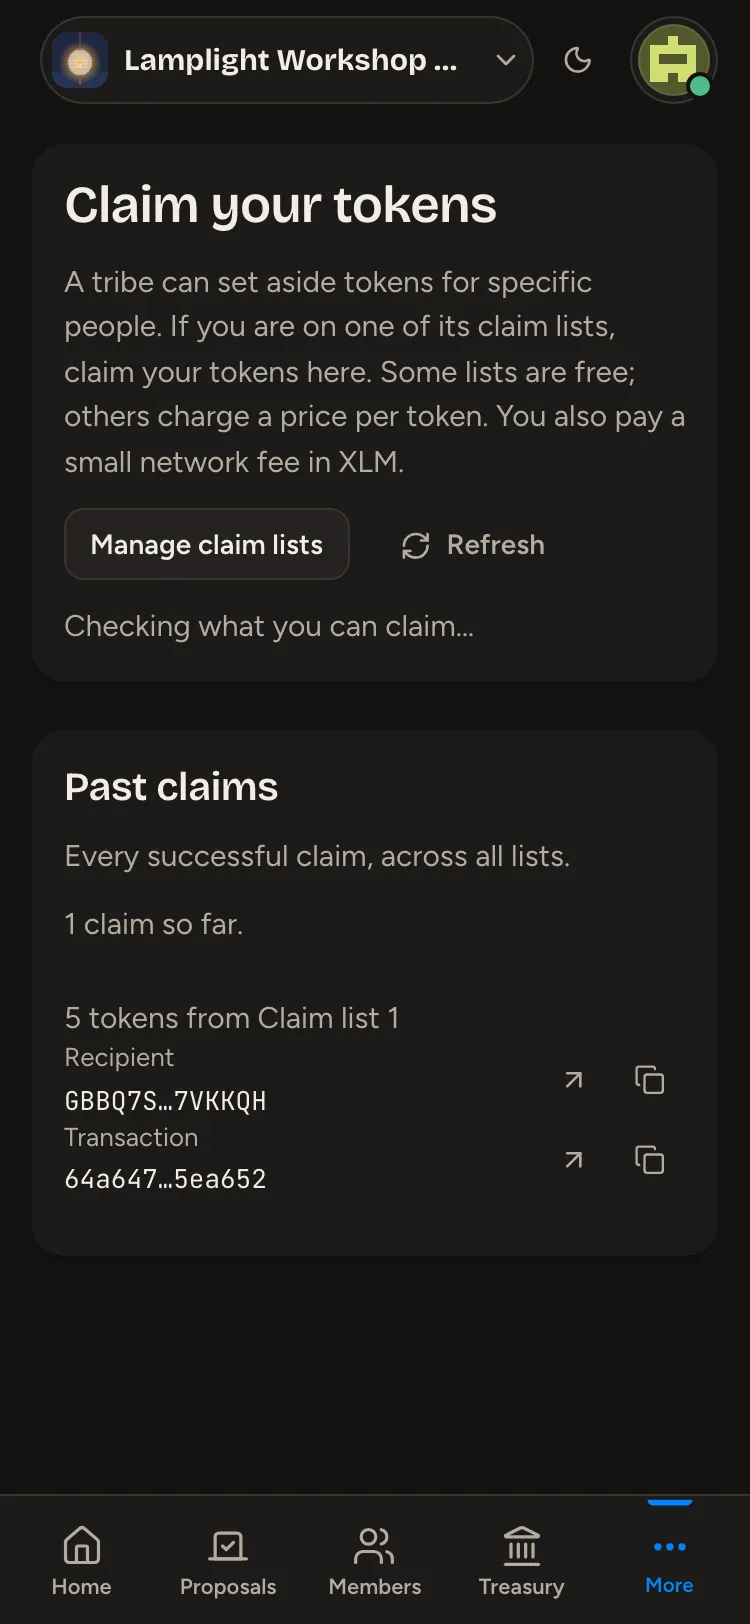 Lamplight Workshop ...
Claim your tokens
A tribe can set aside tokens for specific
people. If you are on one of its claim lists,
claim your tokens here. Some lists are free;
others charge a price per token. You also pay a
small network fee in XLM.
Manage claim lists
Refresh
Checking what you can claim...
Past claims
Every successful claim, across all lists.
1 claim so far.
5 tokens from Claim list 1
Recipient
GBBQ7S…7VKKQH
Transaction
64a647…5ea652
Home
Proposals
Members
Treasury
More